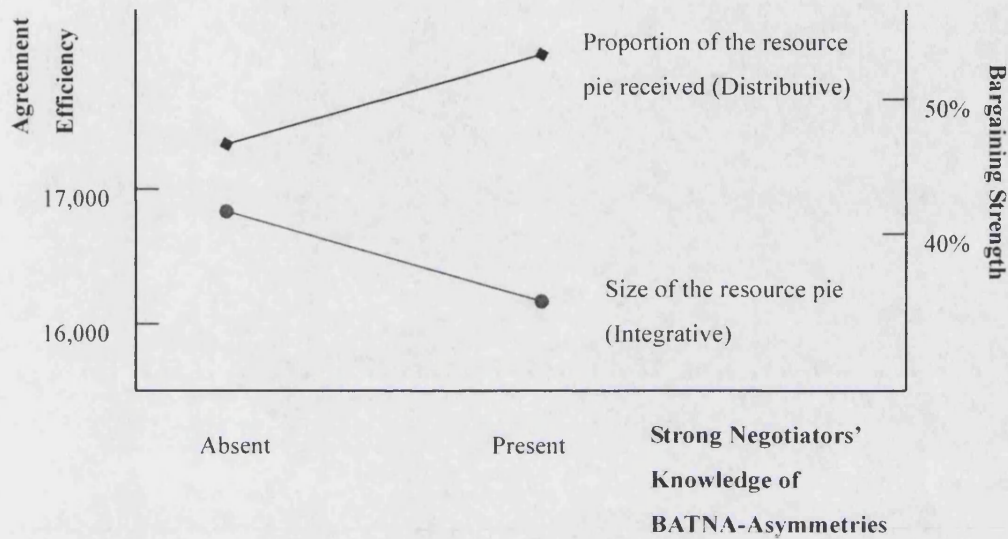 Agreement
Efficiency
17,000
16,000
Proportion of the resource
pie received (Distributive)
Size of the resource pie
(Integrative)
50%
40%
Bargaining Strength
Absent
Present
Strong Negotiators'
Knowledge of
BATNA-Asymmetries